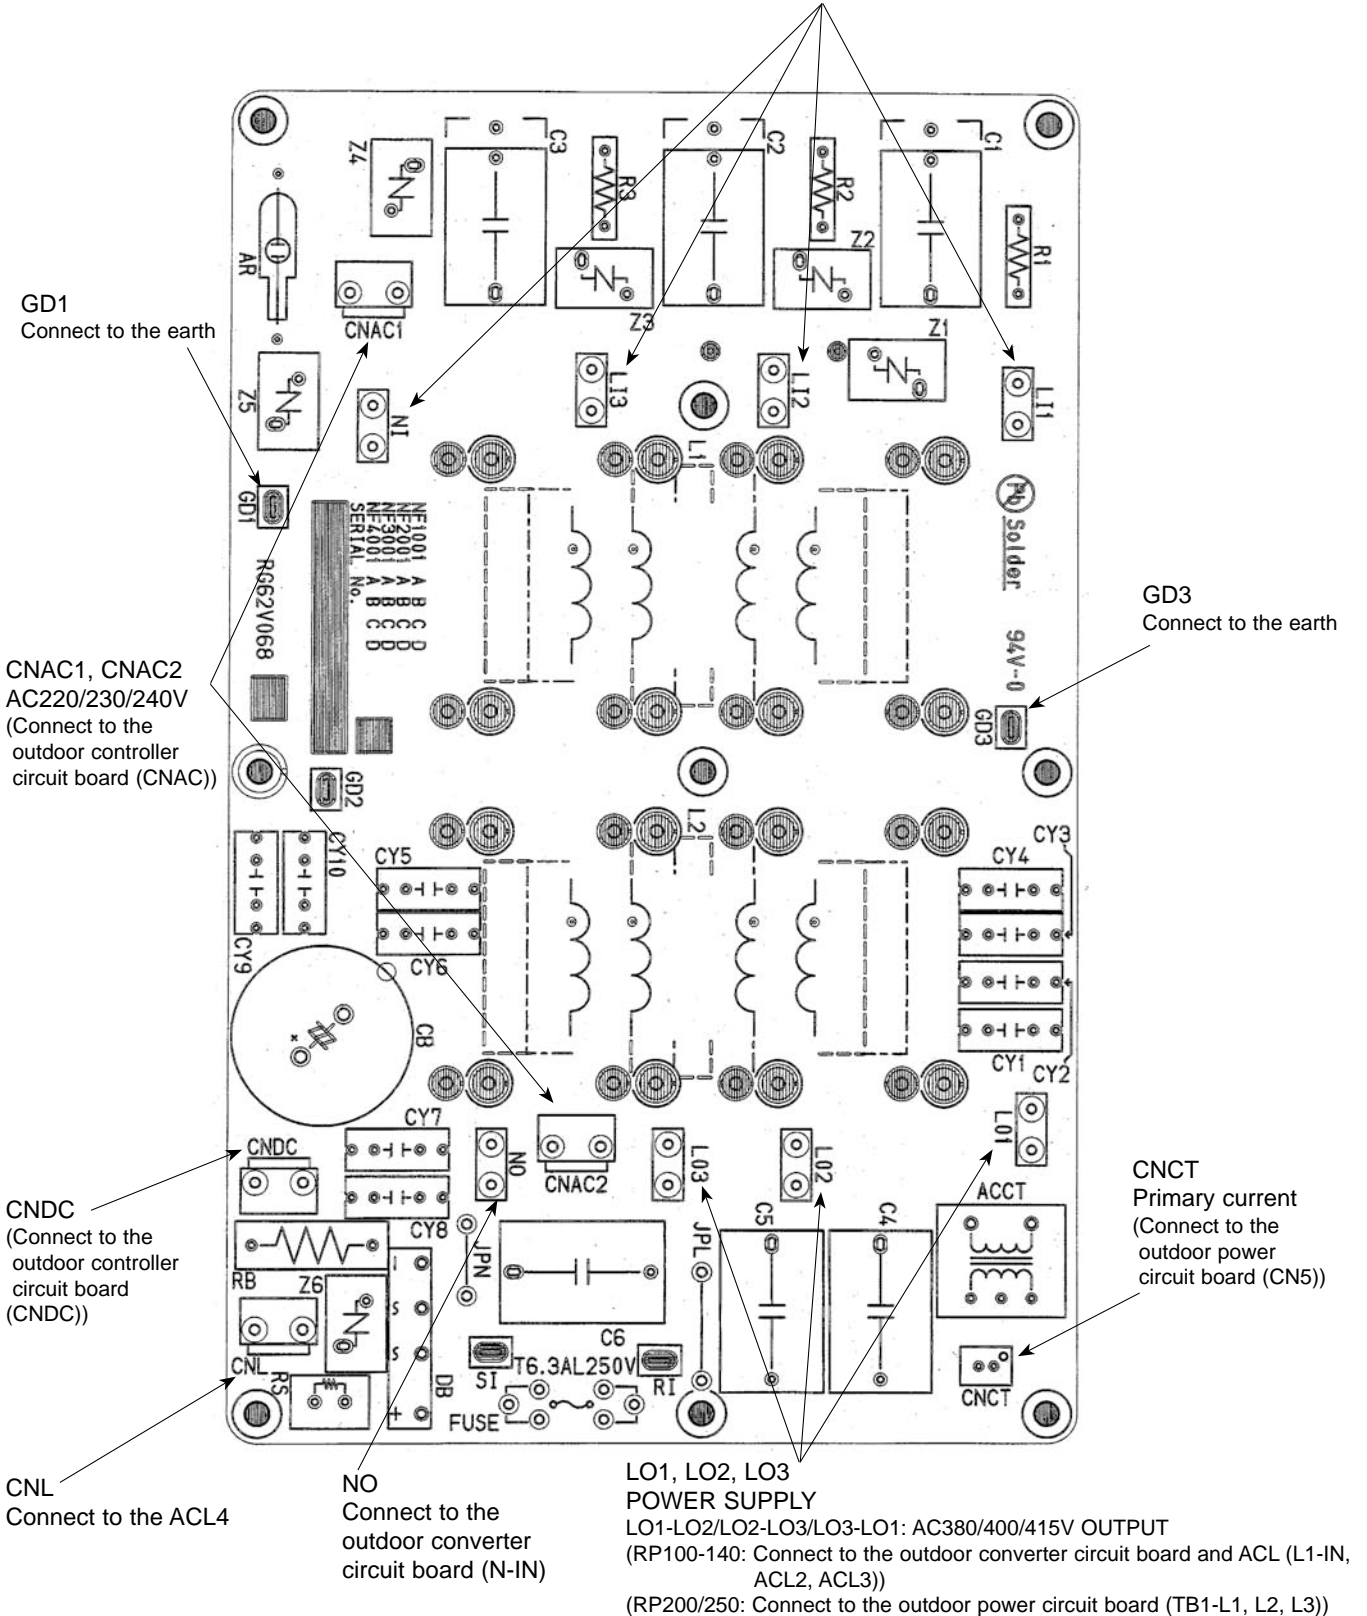 C3
C2
C1
Z4
R3
R2
R1
Z2
AR
GD1
Connect to the earth
CNAC1
Z3
Z1
Z5
NI
LI3
LI2
LI1
L1
GD1
NF1001 A B C D
NF2001 A B C D
NF3001 A B C D
NF4001 A B C D
SERIAL No.
RG62V068
Pb
Solder
94V-0
GD3
Connect to the earth
GD3
CNAC1, CNAC2
AC220/230/240V
(Connect to the
outdoor controller
circuit board (CNAC))
GD2
L2
CY10
CY9
CY5
CY6
CY3
CY4
CY1
CY2
CB
CY7
CNDC
NO
CNAC2
LO3
LO2
LO1
CNDC
(Connect to the
outdoor controller
circuit board
(CNDC))
CY8
JPN
JPL
C5
C4
ACCT
CNCT
Primary current
(Connect to the
outdoor power
circuit board (CN5))
RB
Z6
-
S
S
+
DB
C6
CNL
RS
SI
T6.3AL250V
RI
FUSE
CNCT
CNL
Connect to the ACL4
NO
Connect to the
outdoor converter
circuit board (N-IN)
LO1, LO2, LO3
POWER SUPPLY
LO1-LO2/LO2-LO3/LO3-LO1: AC380/400/415V OUTPUT
(RP100-140: Connect to the outdoor converter circuit board and ACL (L1-IN,
ACL2, ACL3))
(RP200/250: Connect to the outdoor power circuit board (TB1-L1, L2, L3))